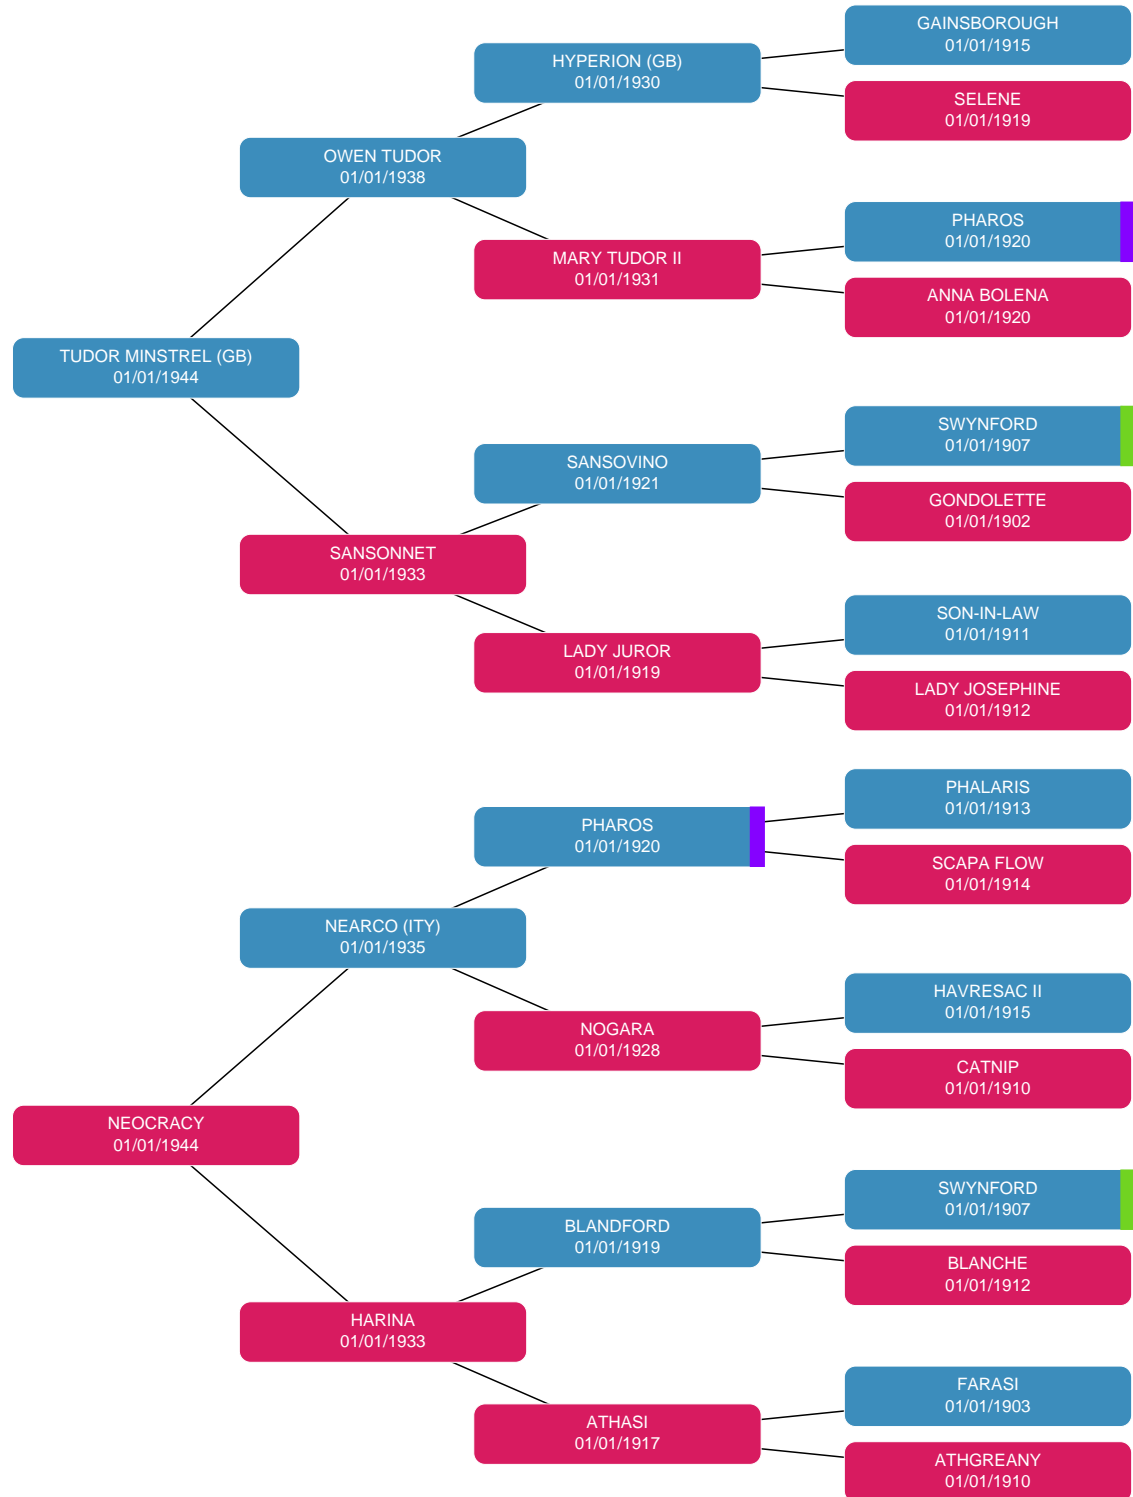 GAINSBOROUGH
01/01/1915
HYPERION (GB)
01/01/1930
SELENE
01/01/1919
OWEN TUDOR
01/01/1938
PHAROS
01/01/1920
MARY TUDOR II
01/01/1931
ANNA BOLENA
01/01/1920
TUDOR MINSTREL (GB)
01/01/1944
SWYNFORD
01/01/1907
SANSOVINO
01/01/1921
GONDOLETTE
01/01/1902
SANSONNET
01/01/1933
SON-IN-LAW
01/01/1911
LADY JUROR
01/01/1919
LADY JOSEPHINE
01/01/1912
PHALARIS
01/01/1913
PHAROS
01/01/1920
SCAPA FLOW
01/01/1914
NEARCO (ITY)
01/01/1935
HAVRESAC II
01/01/1915
NOGARA
01/01/1928
CATNIP
01/01/1910
NEOCRACY
01/01/1944
SWYNFORD
01/01/1907
BLANDFORD
01/01/1919
BLANCHE
01/01/1912
HARINA
01/01/1933
FARASI
01/01/1903
ATHASI
01/01/1917
ATHGREANY
01/01/1910